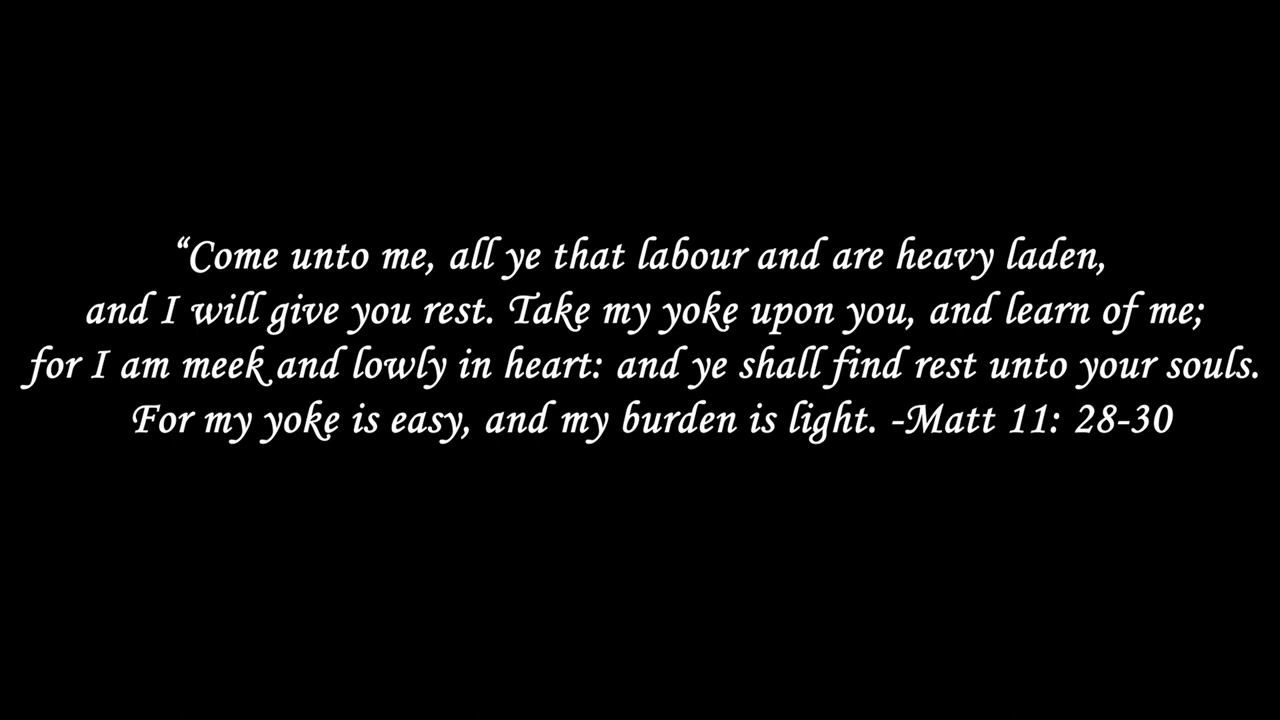 “Come unto me, all ye that labour and are heavy laden,
and I will give you rest. Take my yoke upon you, and learn of me;
for I am meek and lowly in heart: and ye shall find rest unto your souls.
For my yoke is easy, and my burden is light. -Matt 11: 28-30